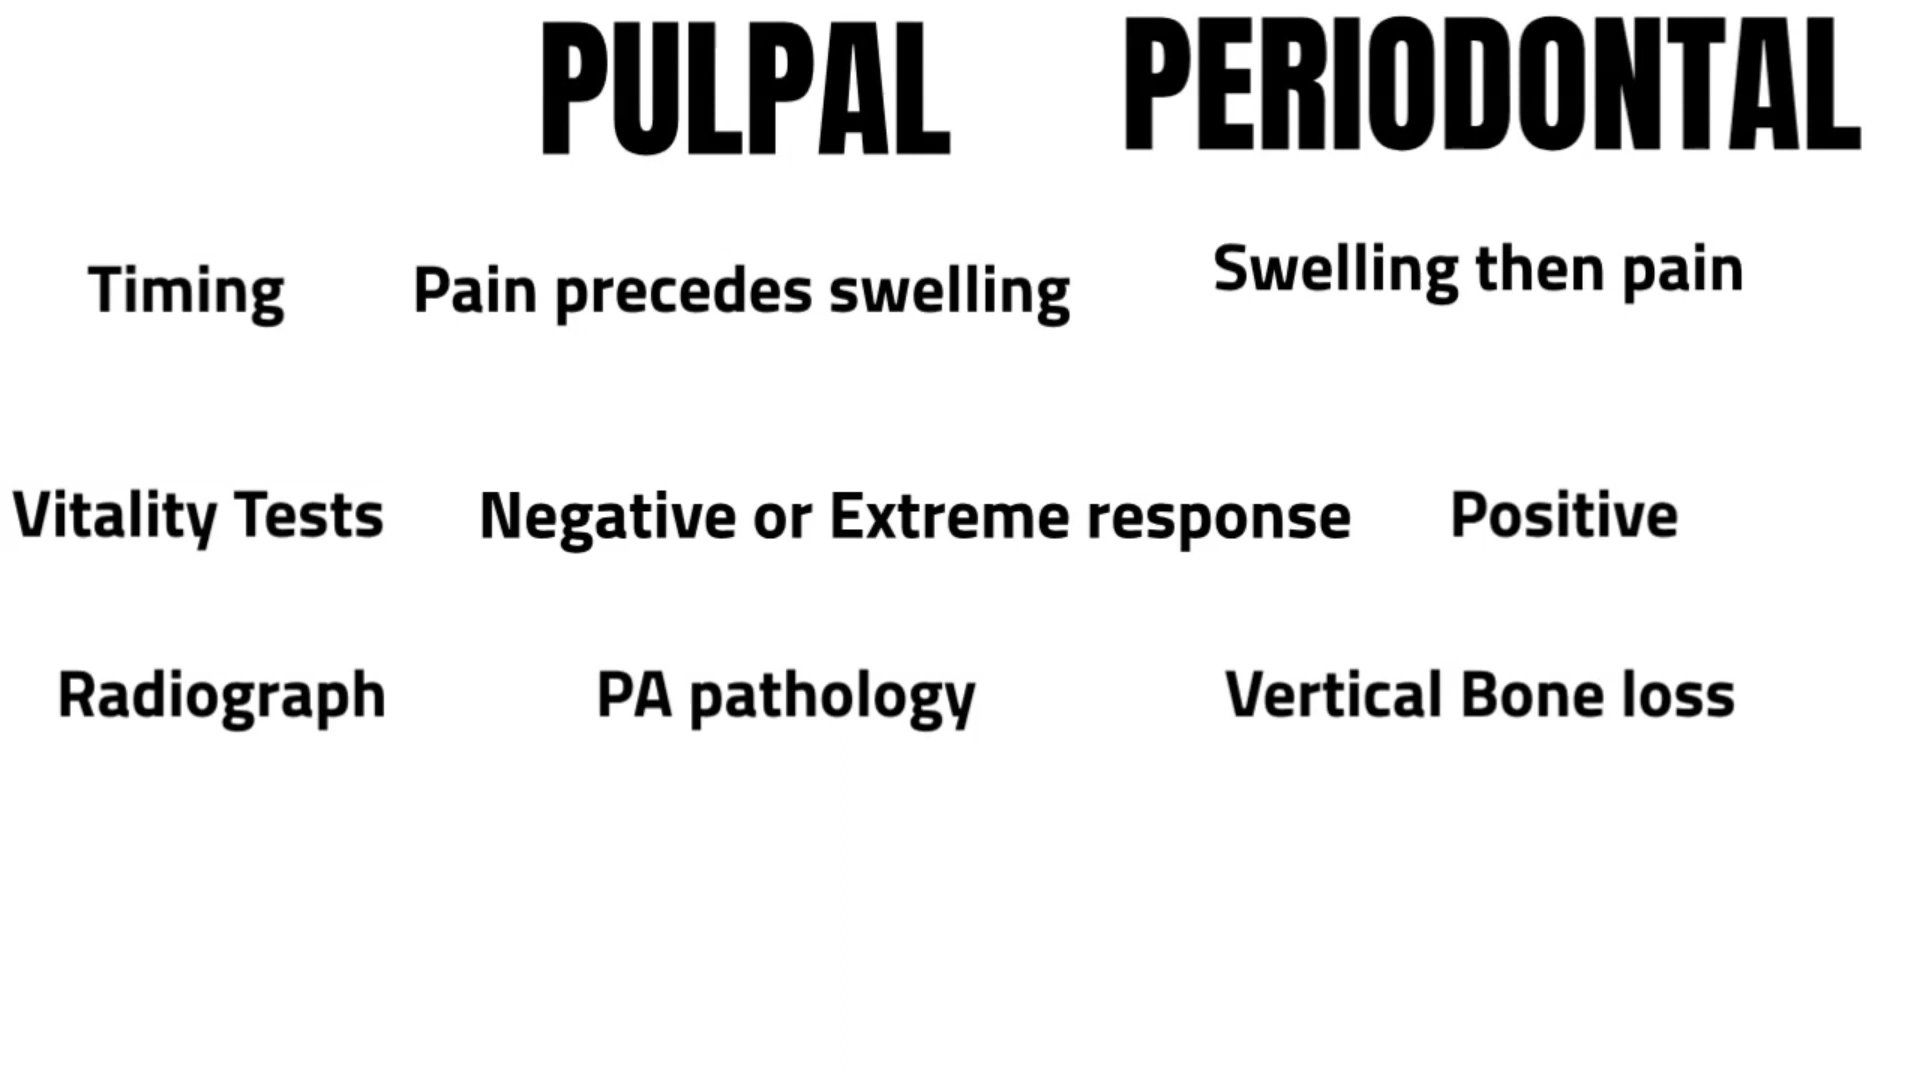 PULPAL PERIODONTAL
Timing Pain precedes swelling Swelling then pain
Vitality Tests Negative or Extreme response Positive
Radiograph PA pathology Vertical Bone loss